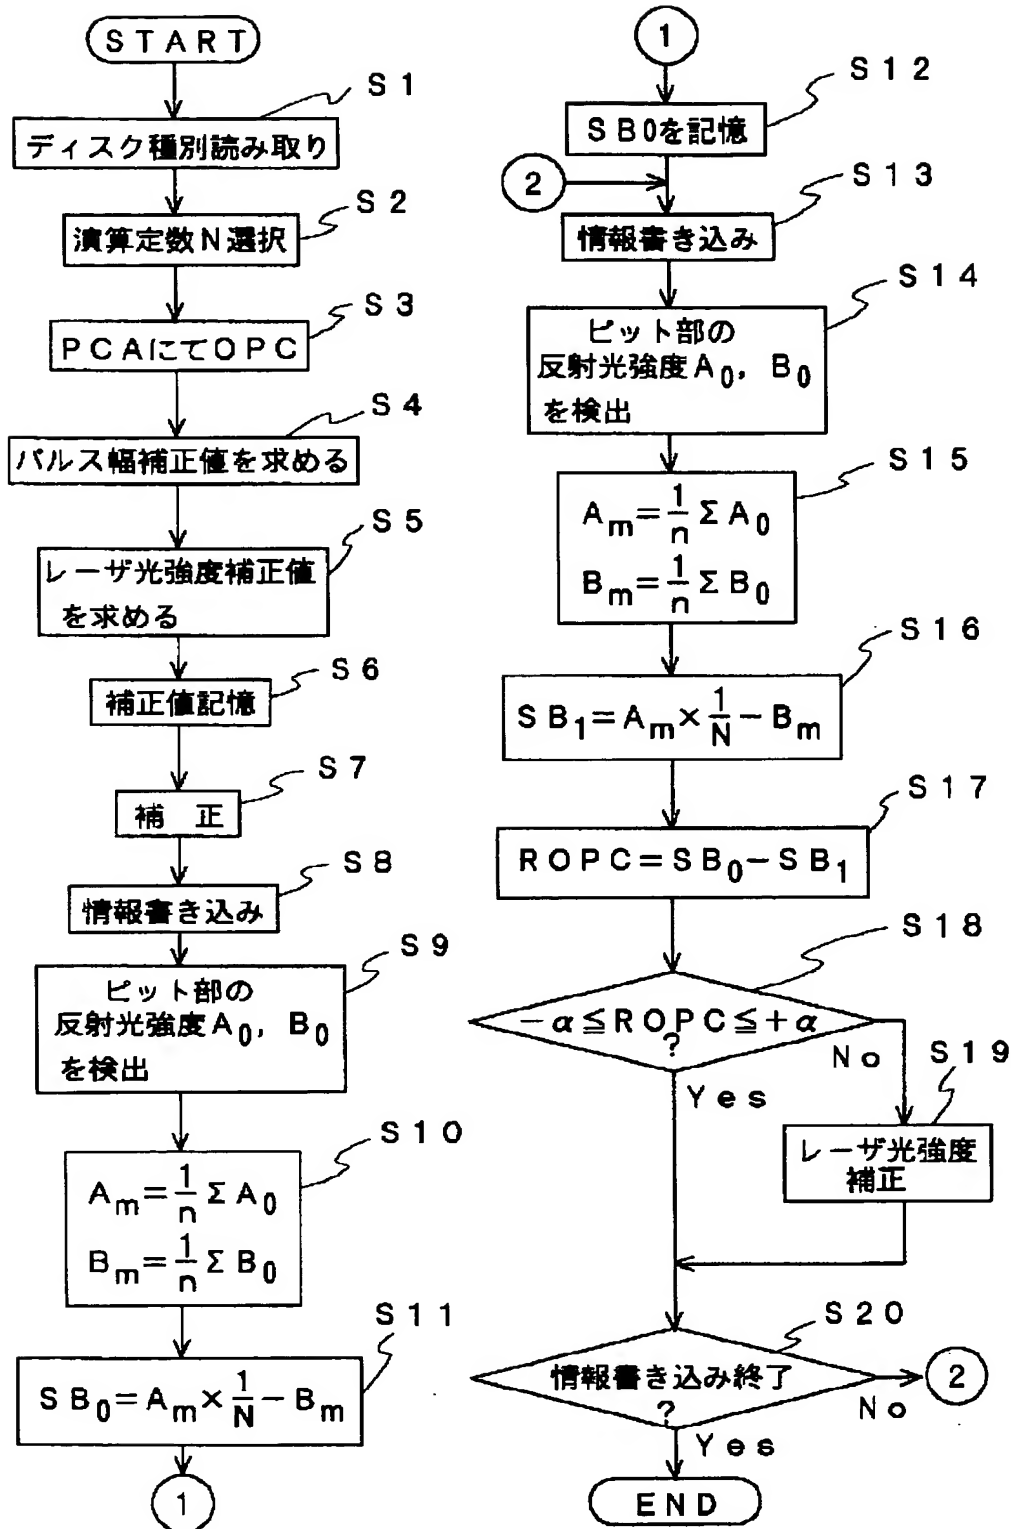 START
S1
ディスク種別読み取り
S2
演算定数N選択
S3
PCAにてOPC
S4
パルス幅補正値を求める
S5
レーザ光強度補正値
を求める
S6
補正値記憶
S7
補 正
S8
情報書き込み
S9
ピット部の
反射光強度A₀, B₀
を検出
S10
Aₘ=1/n Σ A₀
Bₘ=1/n Σ B₀
S11
SB₀=Aₘ×1/N−Bₘ
1
1
S12
SB0を記憶
2
S13
情報書き込み
S14
ピット部の
反射光強度A₀, B₀
を検出
S15
Aₘ=1/n Σ A₀
Bₘ=1/n Σ B₀
S16
SB₁=Aₘ×1/N−Bₘ
S17
ROPC=SB₀−SB₁
S18
−α≦ROPC≦+α
?
No
Yes
S19
レーザ光強度
補正
S20
情報書き込み終了
?
2
No
Yes
END